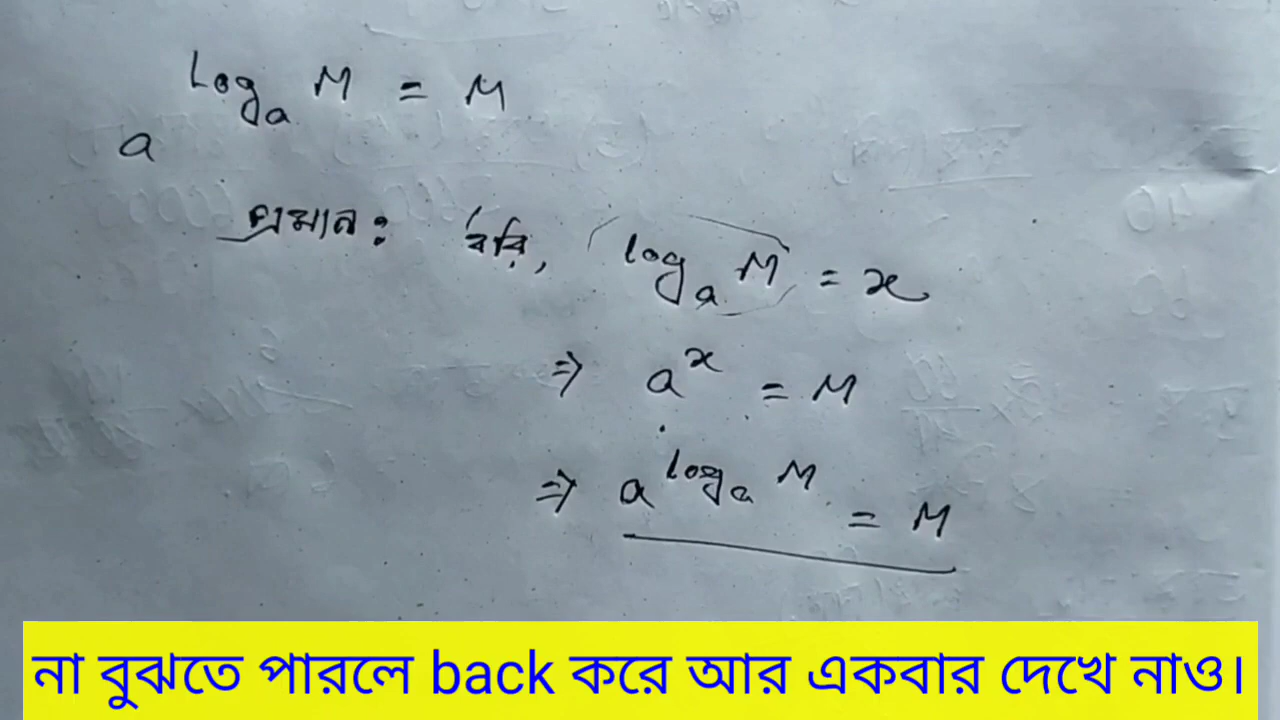 a^(Log_a M) = M
প্রমান: ধরি, log_a M = x
⇒ a^x = M
⇒ a^(log_a M) = M
না বুঝতে পারলে back করে আর একবার দেখে নাও।